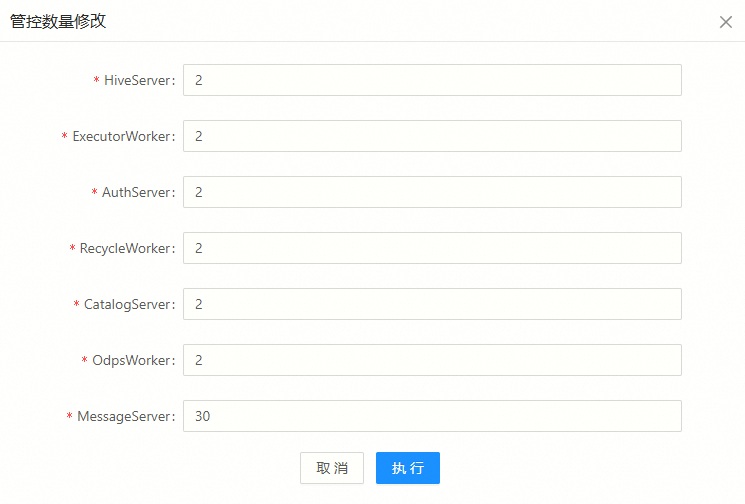 管控数量修改
* HiveServer: 2
* ExecutorWorker: 2
* AuthServer: 2
* RecycleWorker: 2
* CatalogServer: 2
* OdpsWorker: 2
* MessageServer: 30
取消 执行